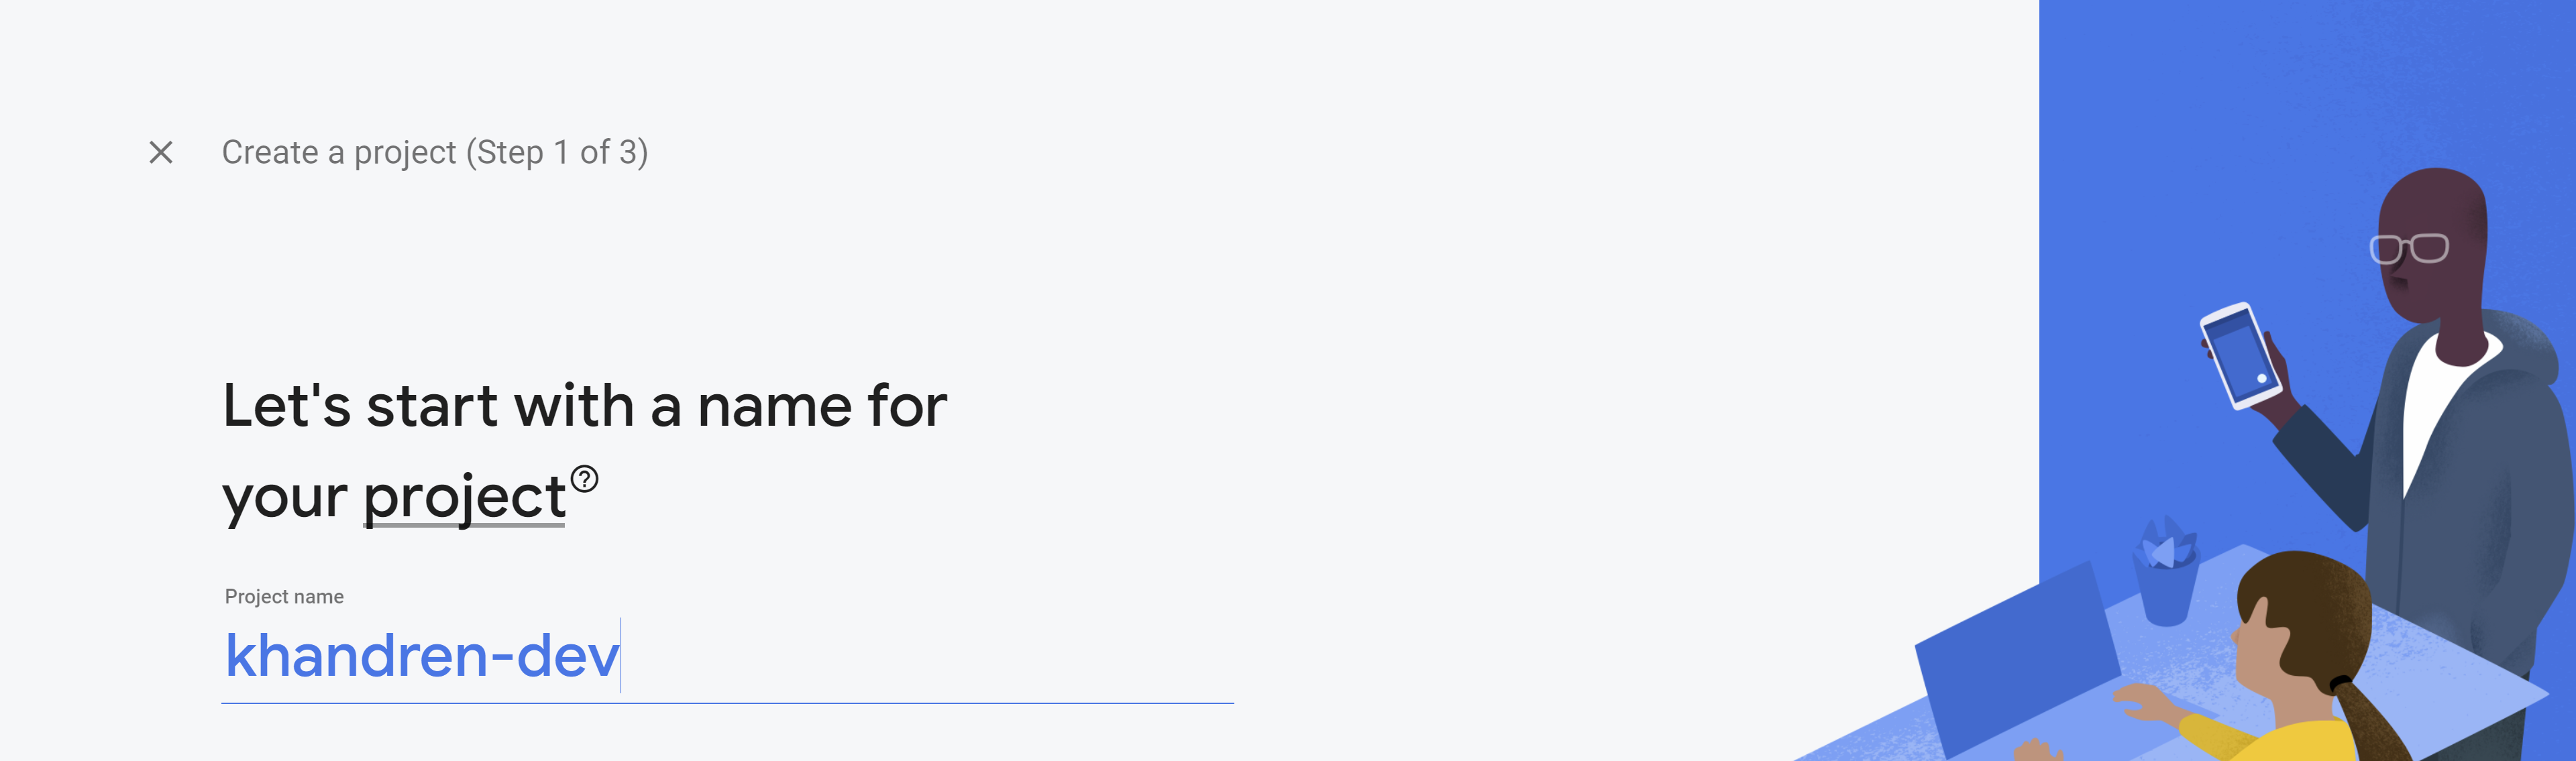 Create a project (Step 1 of 3)
Let's start with a name for
your project
Project name
khandren-dev